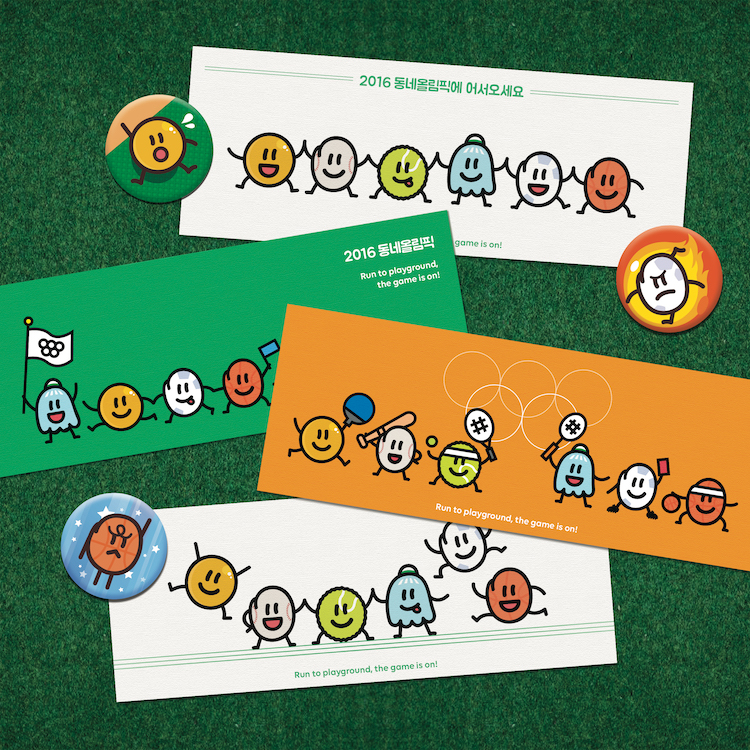 2016 동네올림픽에 어서오세요
game is on!
2016 동네올림픽
Run to playground,
the game is on!
Run to playground, the game is on!
Run to playground, the game is on!